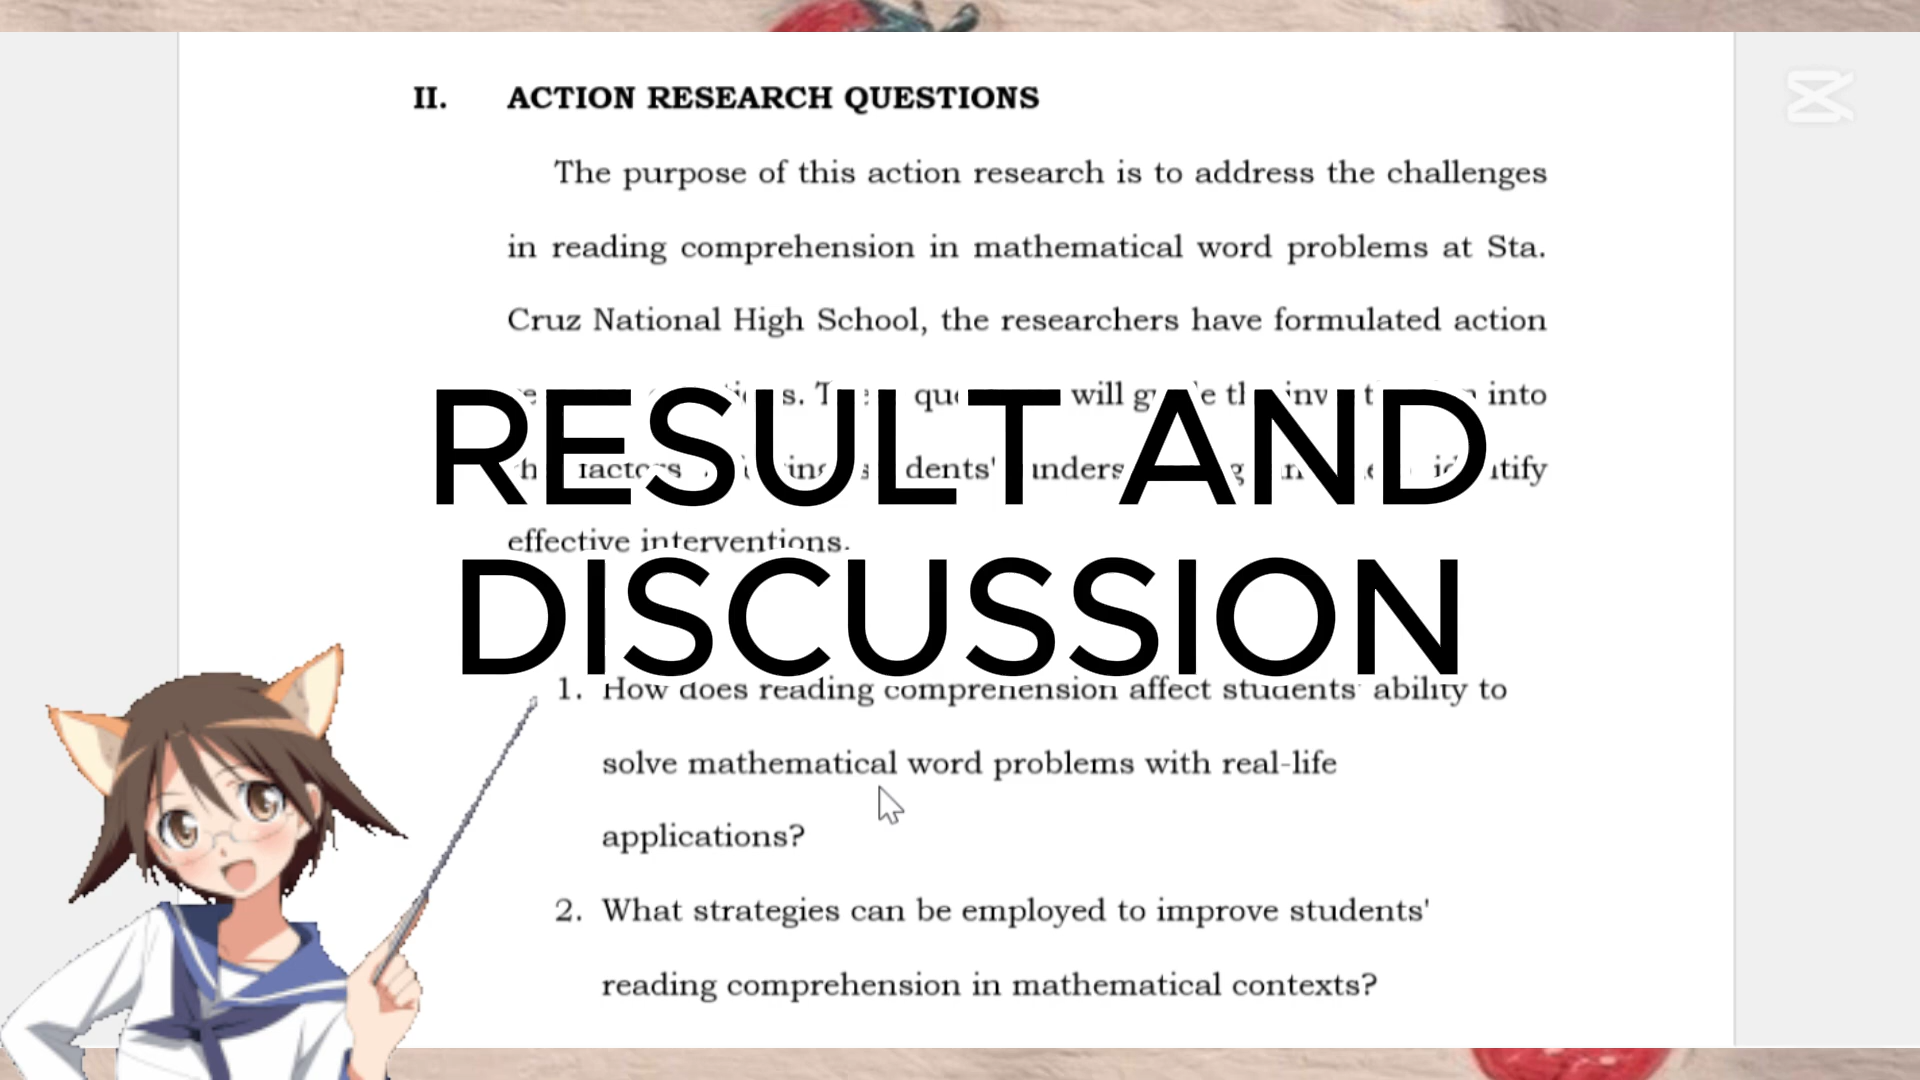 II. ACTION RESEARCH QUESTIONS
The purpose of this action research is to address the challenges
in reading comprehension in mathematical word problems at Sta.
Cruz National High School, the researchers have formulated action
will into
RESULT AND
effective interventions.
DISCUSSION
1. How does reading comprehension affect students' ability to
solve mathematical word problems with real-life
applications?
2. What strategies can be employed to improve students'
reading comprehension in mathematical contexts?